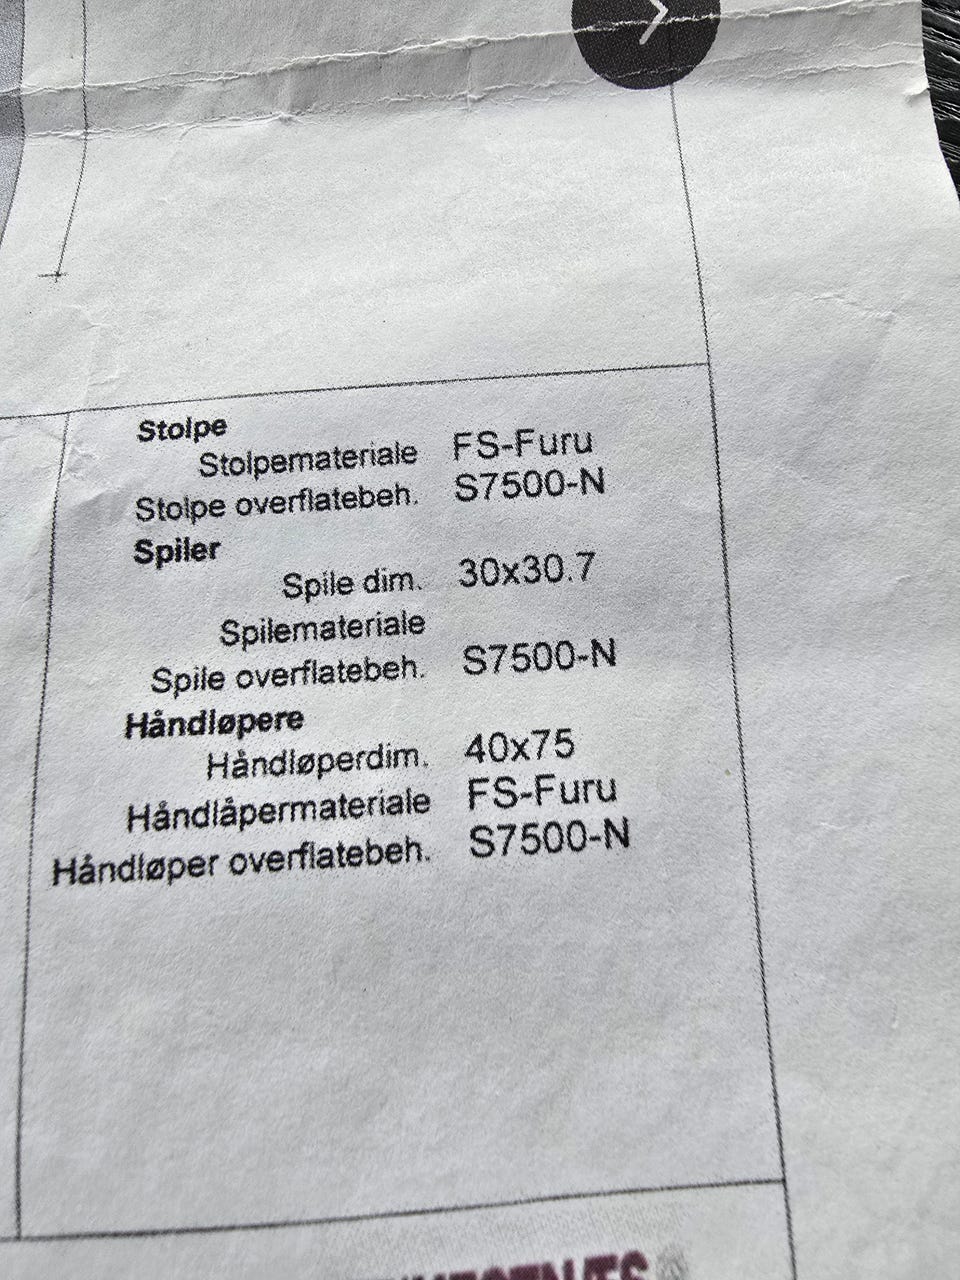 Stolpe
Stolpemateriale FS-Furu
Stolpe overflatebeh. S7500-N
Spiler
Spile dim. 30x30.7
Spilemateriale
Spile overflatebeh. S7500-N
Håndløpere
Håndløperdim. 40x75
Håndlåpermateriale FS-Furu
Håndløper overflatebeh. S7500-N